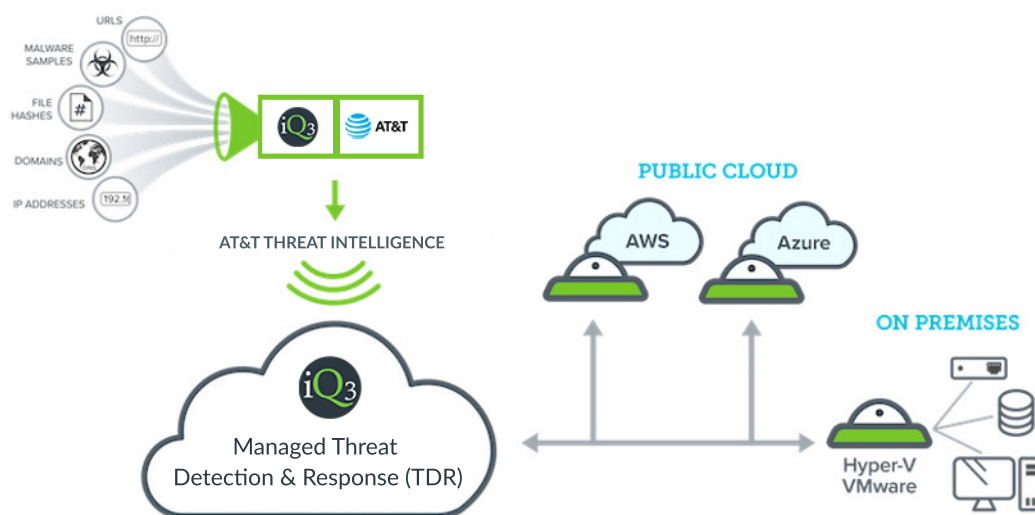 URLS
http://
MALWARE
SAMPLES
FILE
HASHES
#
DOMAINS
DNS
IP ADDRESSES
192.16
iQ3
AT&T
AT&T THREAT INTELLIGENCE
iQ3
Managed Threat
Detection & Response (TDR)
PUBLIC CLOUD
AWS
Azure
ON PREMISES
Hyper-V
VMware